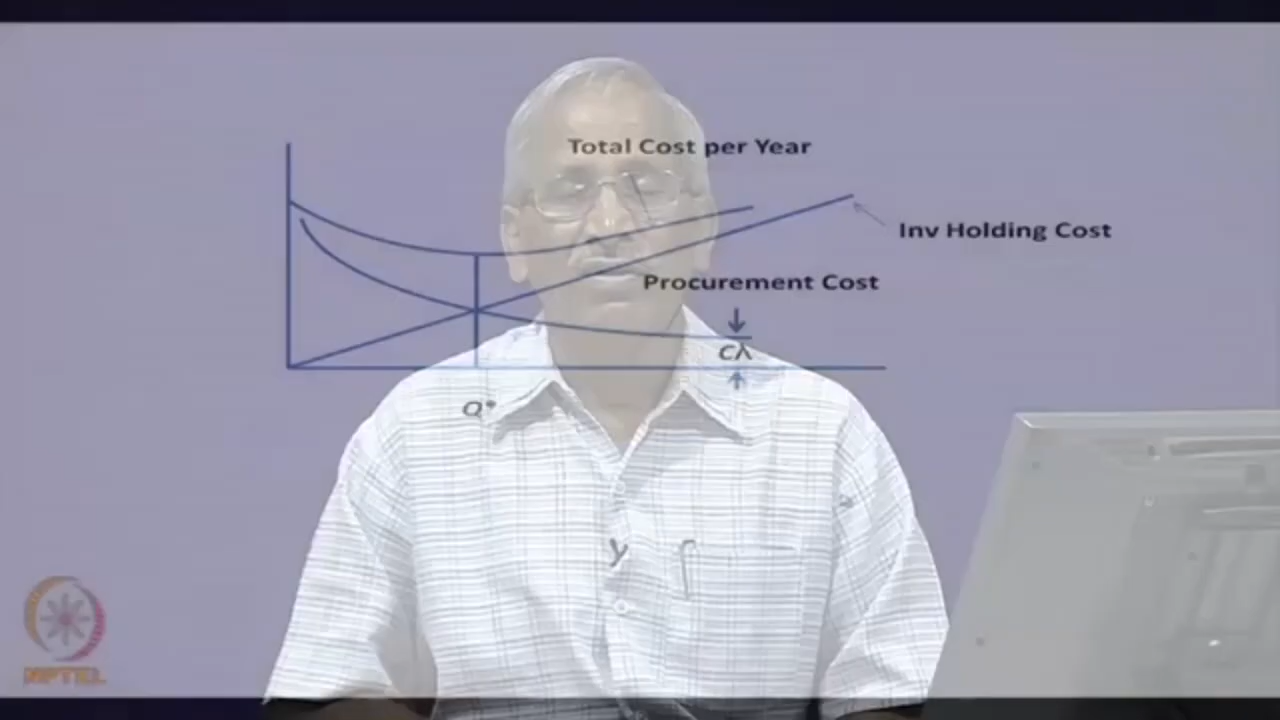 Total Cost per Year
Inv Holding Cost
Procurement Cost
Cλ
Q*
y
NPTEL